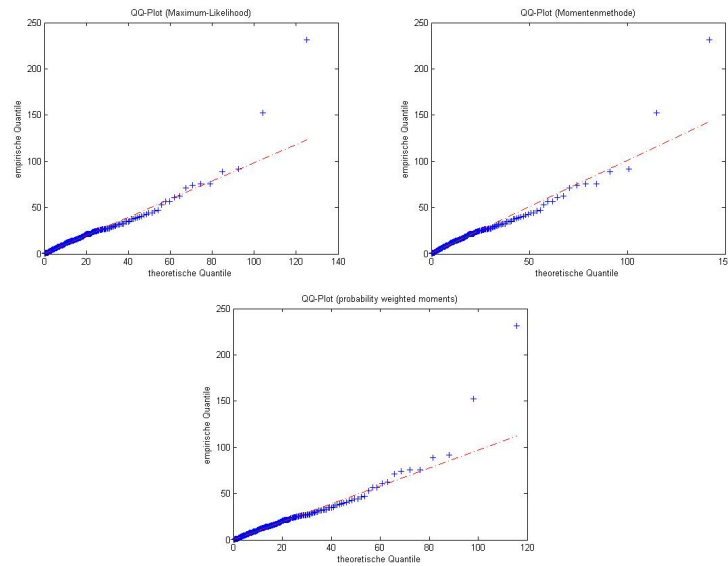 QQ-Plot (Maximum-Likelihood)
250
200
150
100
50
0
empirische Quantile
0 20 40 60 80 100 120 140
theoretische Quantile
QQ-Plot (Momentenmethode)
250
200
150
100
50
0
empirische Quantile
0 50 100 150
theoretische Quantile
QQ-Plot (probability weighted moments)
250
200
150
100
50
0
empirische Quantile
0 20 40 60 80 100 120
theoretische Quantile